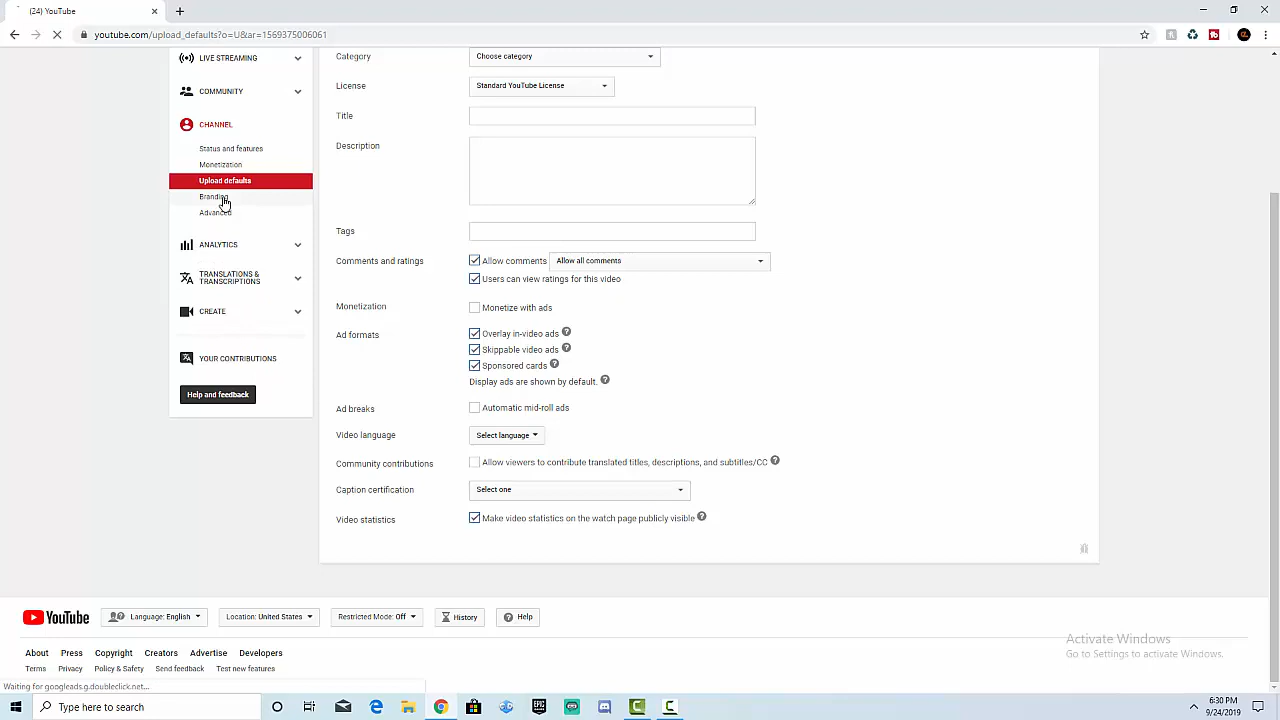 (24) YouTube
youtube.com/upload_defaults?o=U&ar=1569375006061
LIVE STREAMING
COMMUNITY
CHANNEL
Status and features
Monetization
Upload defaults
Branding
Advanced
ANALYTICS
TRANSLATIONS &
TRANSCRIPTIONS
CREATE
YOUR CONTRIBUTIONS
Help and feedback
Category Choose category
License Standard YouTube License
Title
Description
Tags
Comments and ratings Allow comments Allow all comments
Users can view ratings for this video
Monetization Monetize with ads
Ad formats Overlay in-video ads
Skippable video ads
Sponsored cards
Display ads are shown by default.
Ad breaks Automatic mid-roll ads
Video language Select language
Community contributions Allow viewers to contribute translated titles, descriptions, and subtitles/CC
Caption certification Select one
Video statistics Make video statistics on the watch page publicly visible
YouTube Language: English Location: United States Restricted Mode: Off History Help
Activate Windows
Go to Settings to activate Windows.
About Press Copyright Creators Advertise Developers
Terms Privacy Policy & Safety Send feedback Test new features
Waiting for googleads.g.doubleclick.net...
Type here to search
6:30 PM
9/24/2019